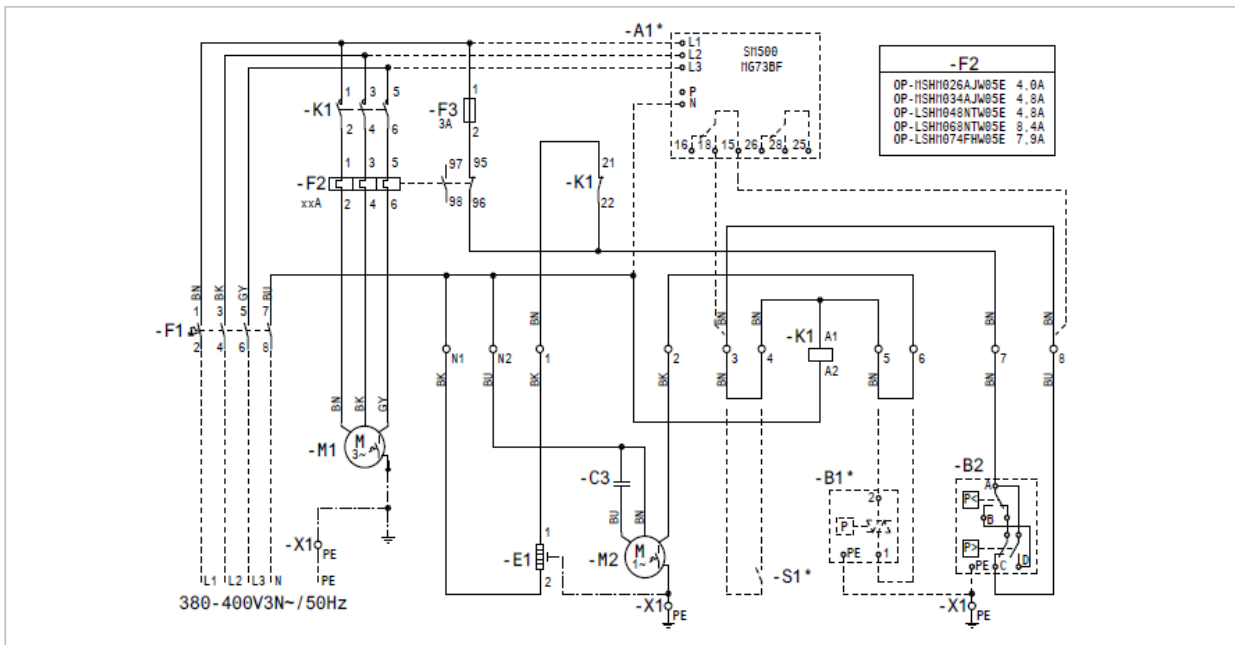 -A1*
L1
L2
L3
P
N
SM500
MG73BF
16 18 15 26 28 25
-F2
OP-MSHM026AJW05E 4,0A
OP-MSHM034AJW05E 4,8A
OP-LSHM048NTW05E 4,8A
OP-LSHM068NTW05E 8,4A
OP-LSHM074FHW05E 7,9A
1 3 5
-K1
2 4 6
1
-F3
3A
2
1 3 5
-F2
xxA
2 4 6
97 95
98 96
21
-K1
22
BN BK GY BU
1 3 5 7
-F1
2 4 6 8
N1 N2 1 2 3 4
BN BN BN
-K1 A1
A2
5 6 7 8
BN BN BN
BK BU BK BK BN BN BN BN BU
BN BK GY
-M1
M
3~
-C3
BU BN
-M2
M
1~
-E1
1
2
-B1*
2
P
PE 1
-B2
A
P<
B
P>
C D
PE
-S1*
-X1
PE
-X1
PE
-X1
PE
L1 L2 L3 N PE
380-400V3N~/50Hz